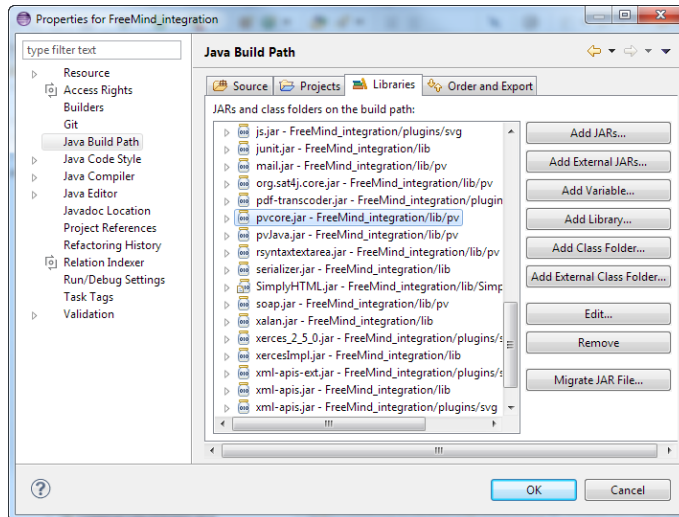 Properties for FreeMind_integration
type filter text
Resource
Access Rights
Builders
Git
Java Build Path
Java Code Style
Java Compiler
Java Editor
Javadoc Location
Project References
Refactoring History
Relation Indexer
Run/Debug Settings
Task Tags
Validation
Java Build Path
Source Projects Libraries Order and Export
JARs and class folders on the build path:
js.jar - FreeMind_integration/plugins/svg
junit.jar - FreeMind_integration/lib
mail.jar - FreeMind_integration/lib/pv
org.sat4j.core.jar - FreeMind_integration/lib/pv
pdf-transcoder.jar - FreeMind_integration/plugin
pvcore.jar - FreeMind_integration/lib/pv
pvJava.jar - FreeMind_integration/lib/pv
rsyntaxtextarea.jar - FreeMind_integration/lib/pv
serializer.jar - FreeMind_integration/lib
SimplyHTML.jar - FreeMind_integration/lib/Simp
soap.jar - FreeMind_integration/lib/pv
xalan.jar - FreeMind_integration/lib
xerces_2_5_0.jar - FreeMind_integration/plugins/s
xercesImpl.jar - FreeMind_integration/lib
xml-apis-ext.jar - FreeMind_integration/plugins/s
xml-apis.jar - FreeMind_integration/lib
xml-apis.jar - FreeMind_integration/plugins/svg
Add JARs...
Add External JARs...
Add Variable...
Add Library...
Add Class Folder...
Add External Class Folder...
Edit...
Remove
Migrate JAR File...
OK
Cancel